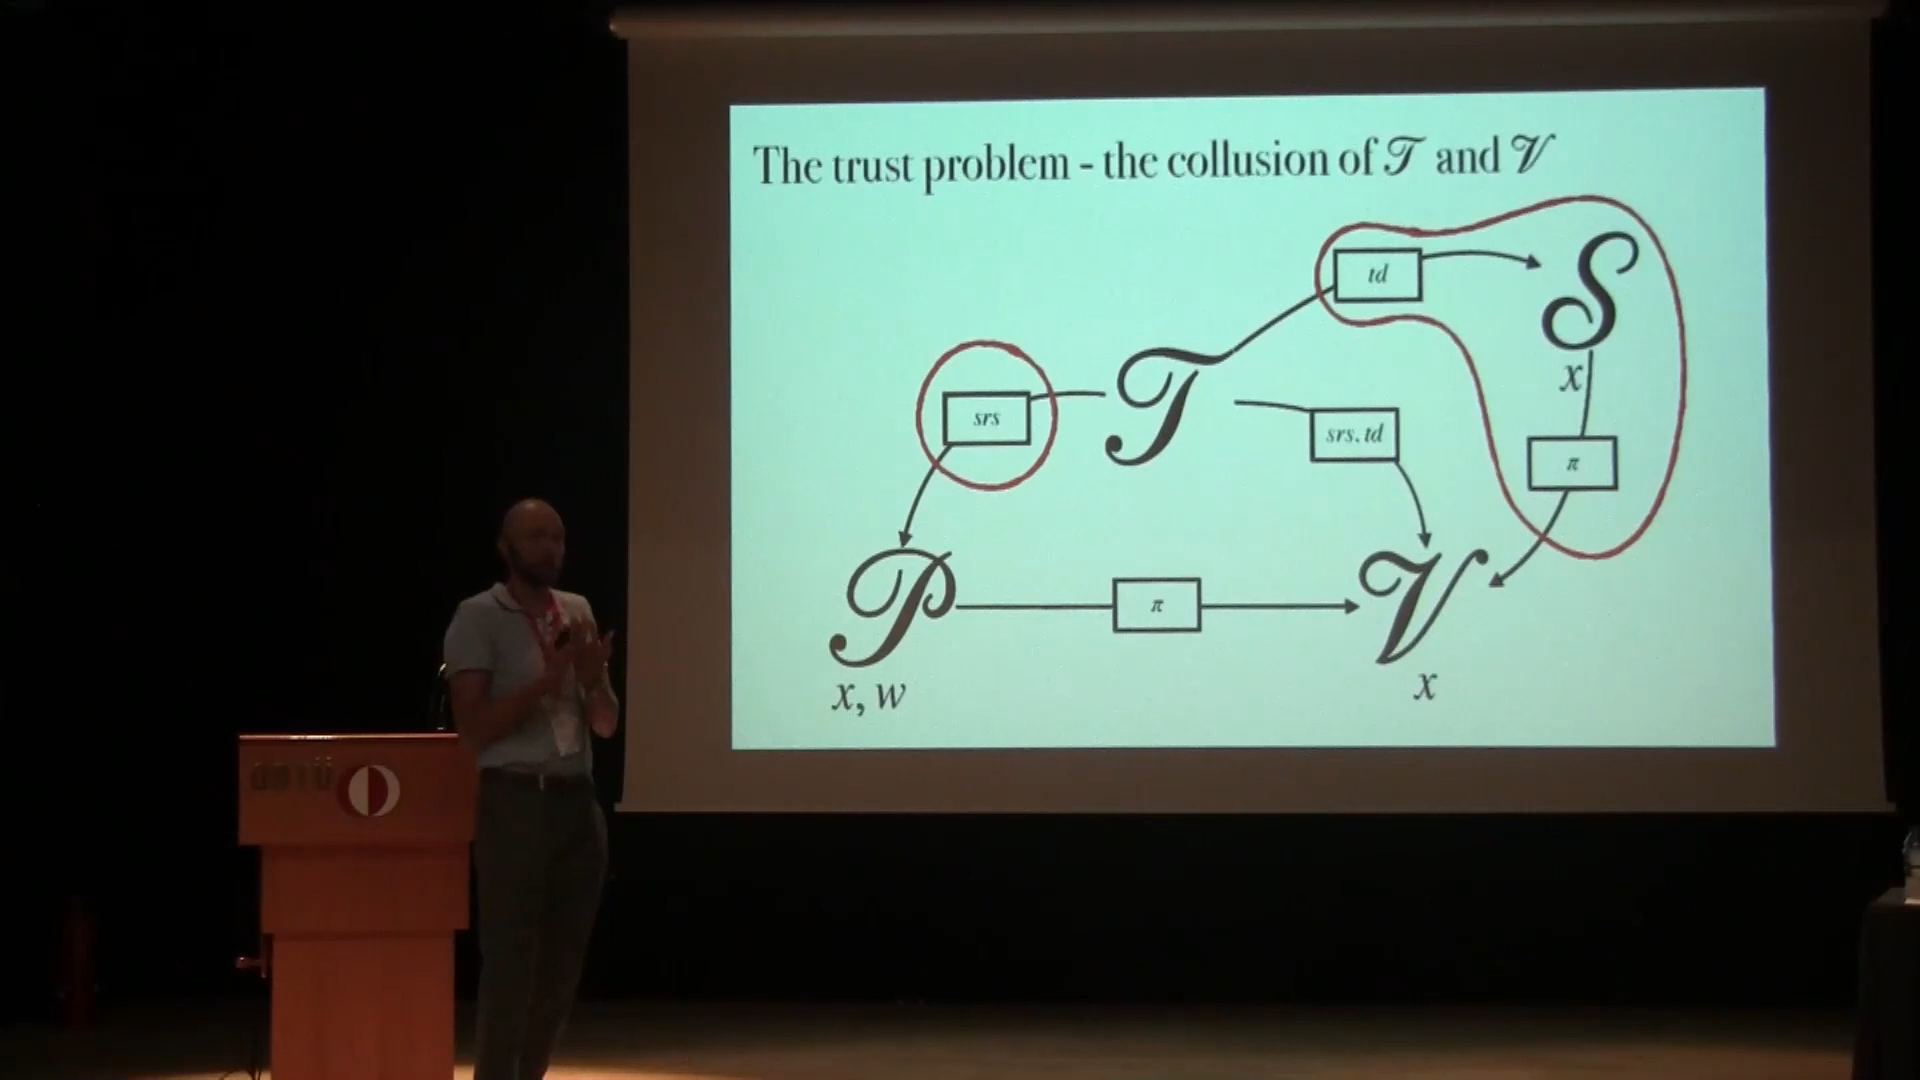 The trust problem - the collusion of 𝒯 and 𝒱
td
𝒮
x
srs
𝒯
srs, td
π
𝒫
π
𝒱
x, w
x